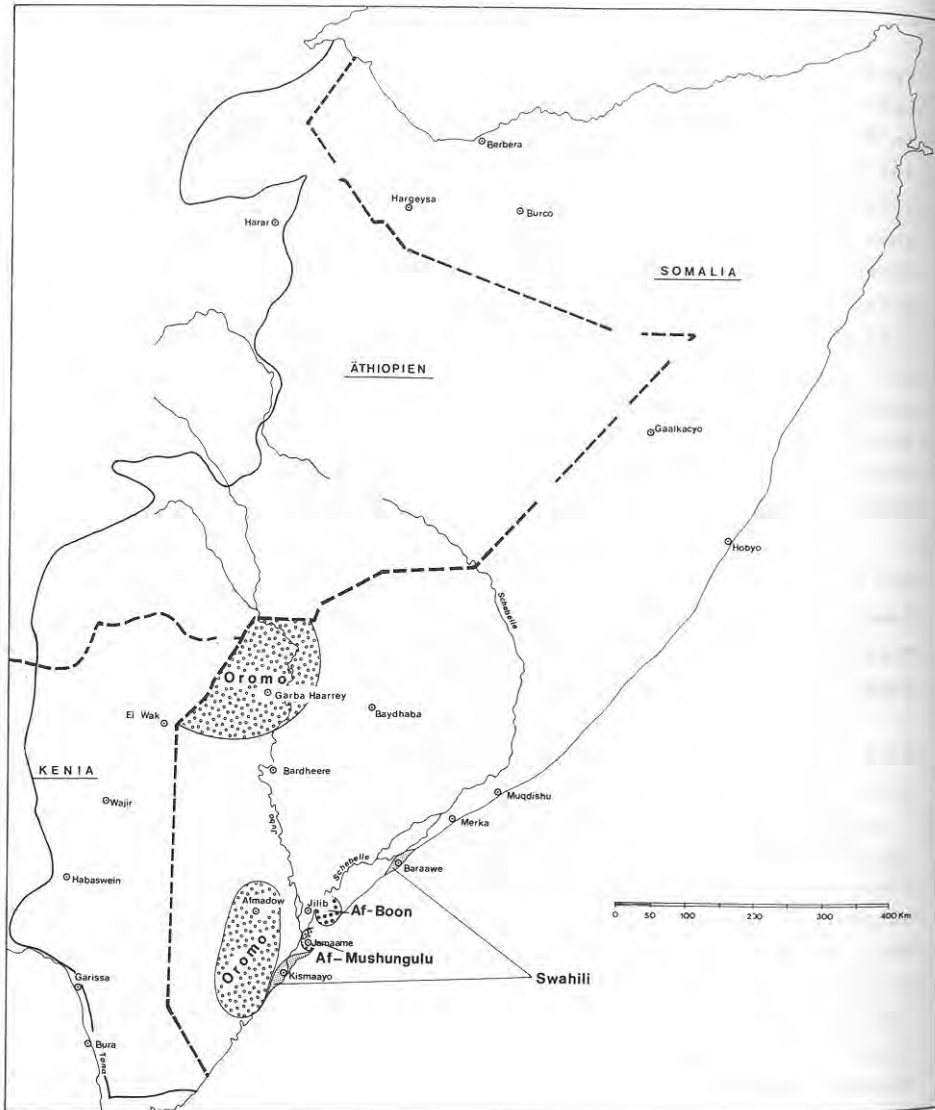 Berbera
Hargeysa
Burco
Harar
SOMALIA
ÄTHIOPIEN
Gaalkacyo
Hobyo
Schebelle
Oromo
Garba Haarrey
El Wak
Baydhaba
KENIA
Bardheere
Wajir
Muqdishu
Jubo
Merka
Schebelle
Baraawe
Habaswein
Afmadow
Jilib
Af-Boon
0 50 100 200 300 400 Km
Oromo
Jamaame
Af-Mushungulu
Kismaayo
Swahili
Garissa
Bura
Tana